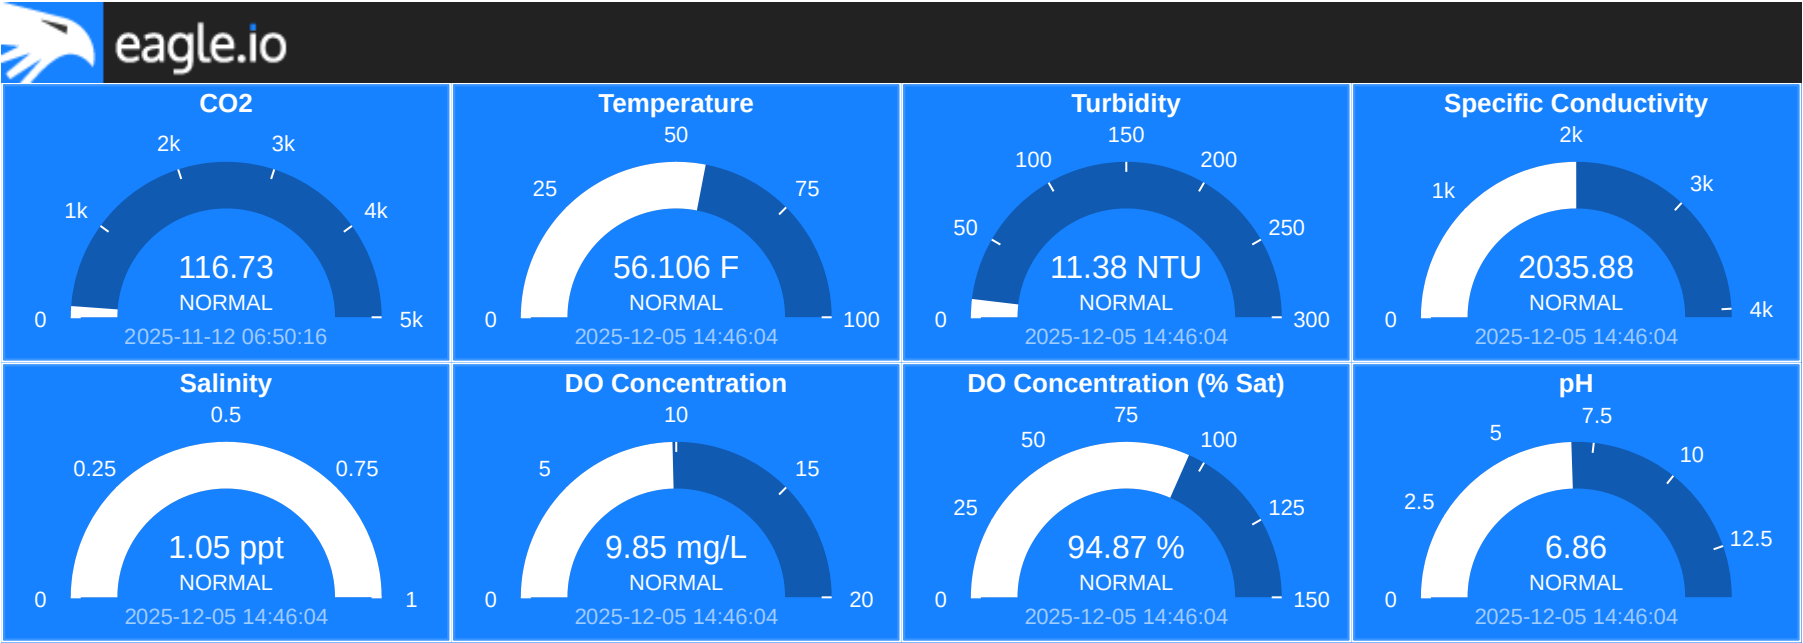 eagle.io
CO2
0
1k
2k
3k
4k
5k
116.73
NORMAL
2025-11-12 06:50:16
Temperature
0
25
50
75
100
56.106 F
NORMAL
2025-12-05 14:46:04
Turbidity
0
50
100
150
200
250
300
11.38 NTU
NORMAL
2025-12-05 14:46:04
Specific Conductivity
0
1k
2k
3k
4k
2035.88
NORMAL
2025-12-05 14:46:04
Salinity
0
0.25
0.5
0.75
1
1.05 ppt
NORMAL
2025-12-05 14:46:04
DO Concentration
0
5
10
15
20
9.85 mg/L
NORMAL
2025-12-05 14:46:04
DO Concentration (% Sat)
0
25
50
75
100
125
150
94.87 %
NORMAL
2025-12-05 14:46:04
pH
0
2.5
5
7.5
10
12.5
6.86
NORMAL
2025-12-05 14:46:04